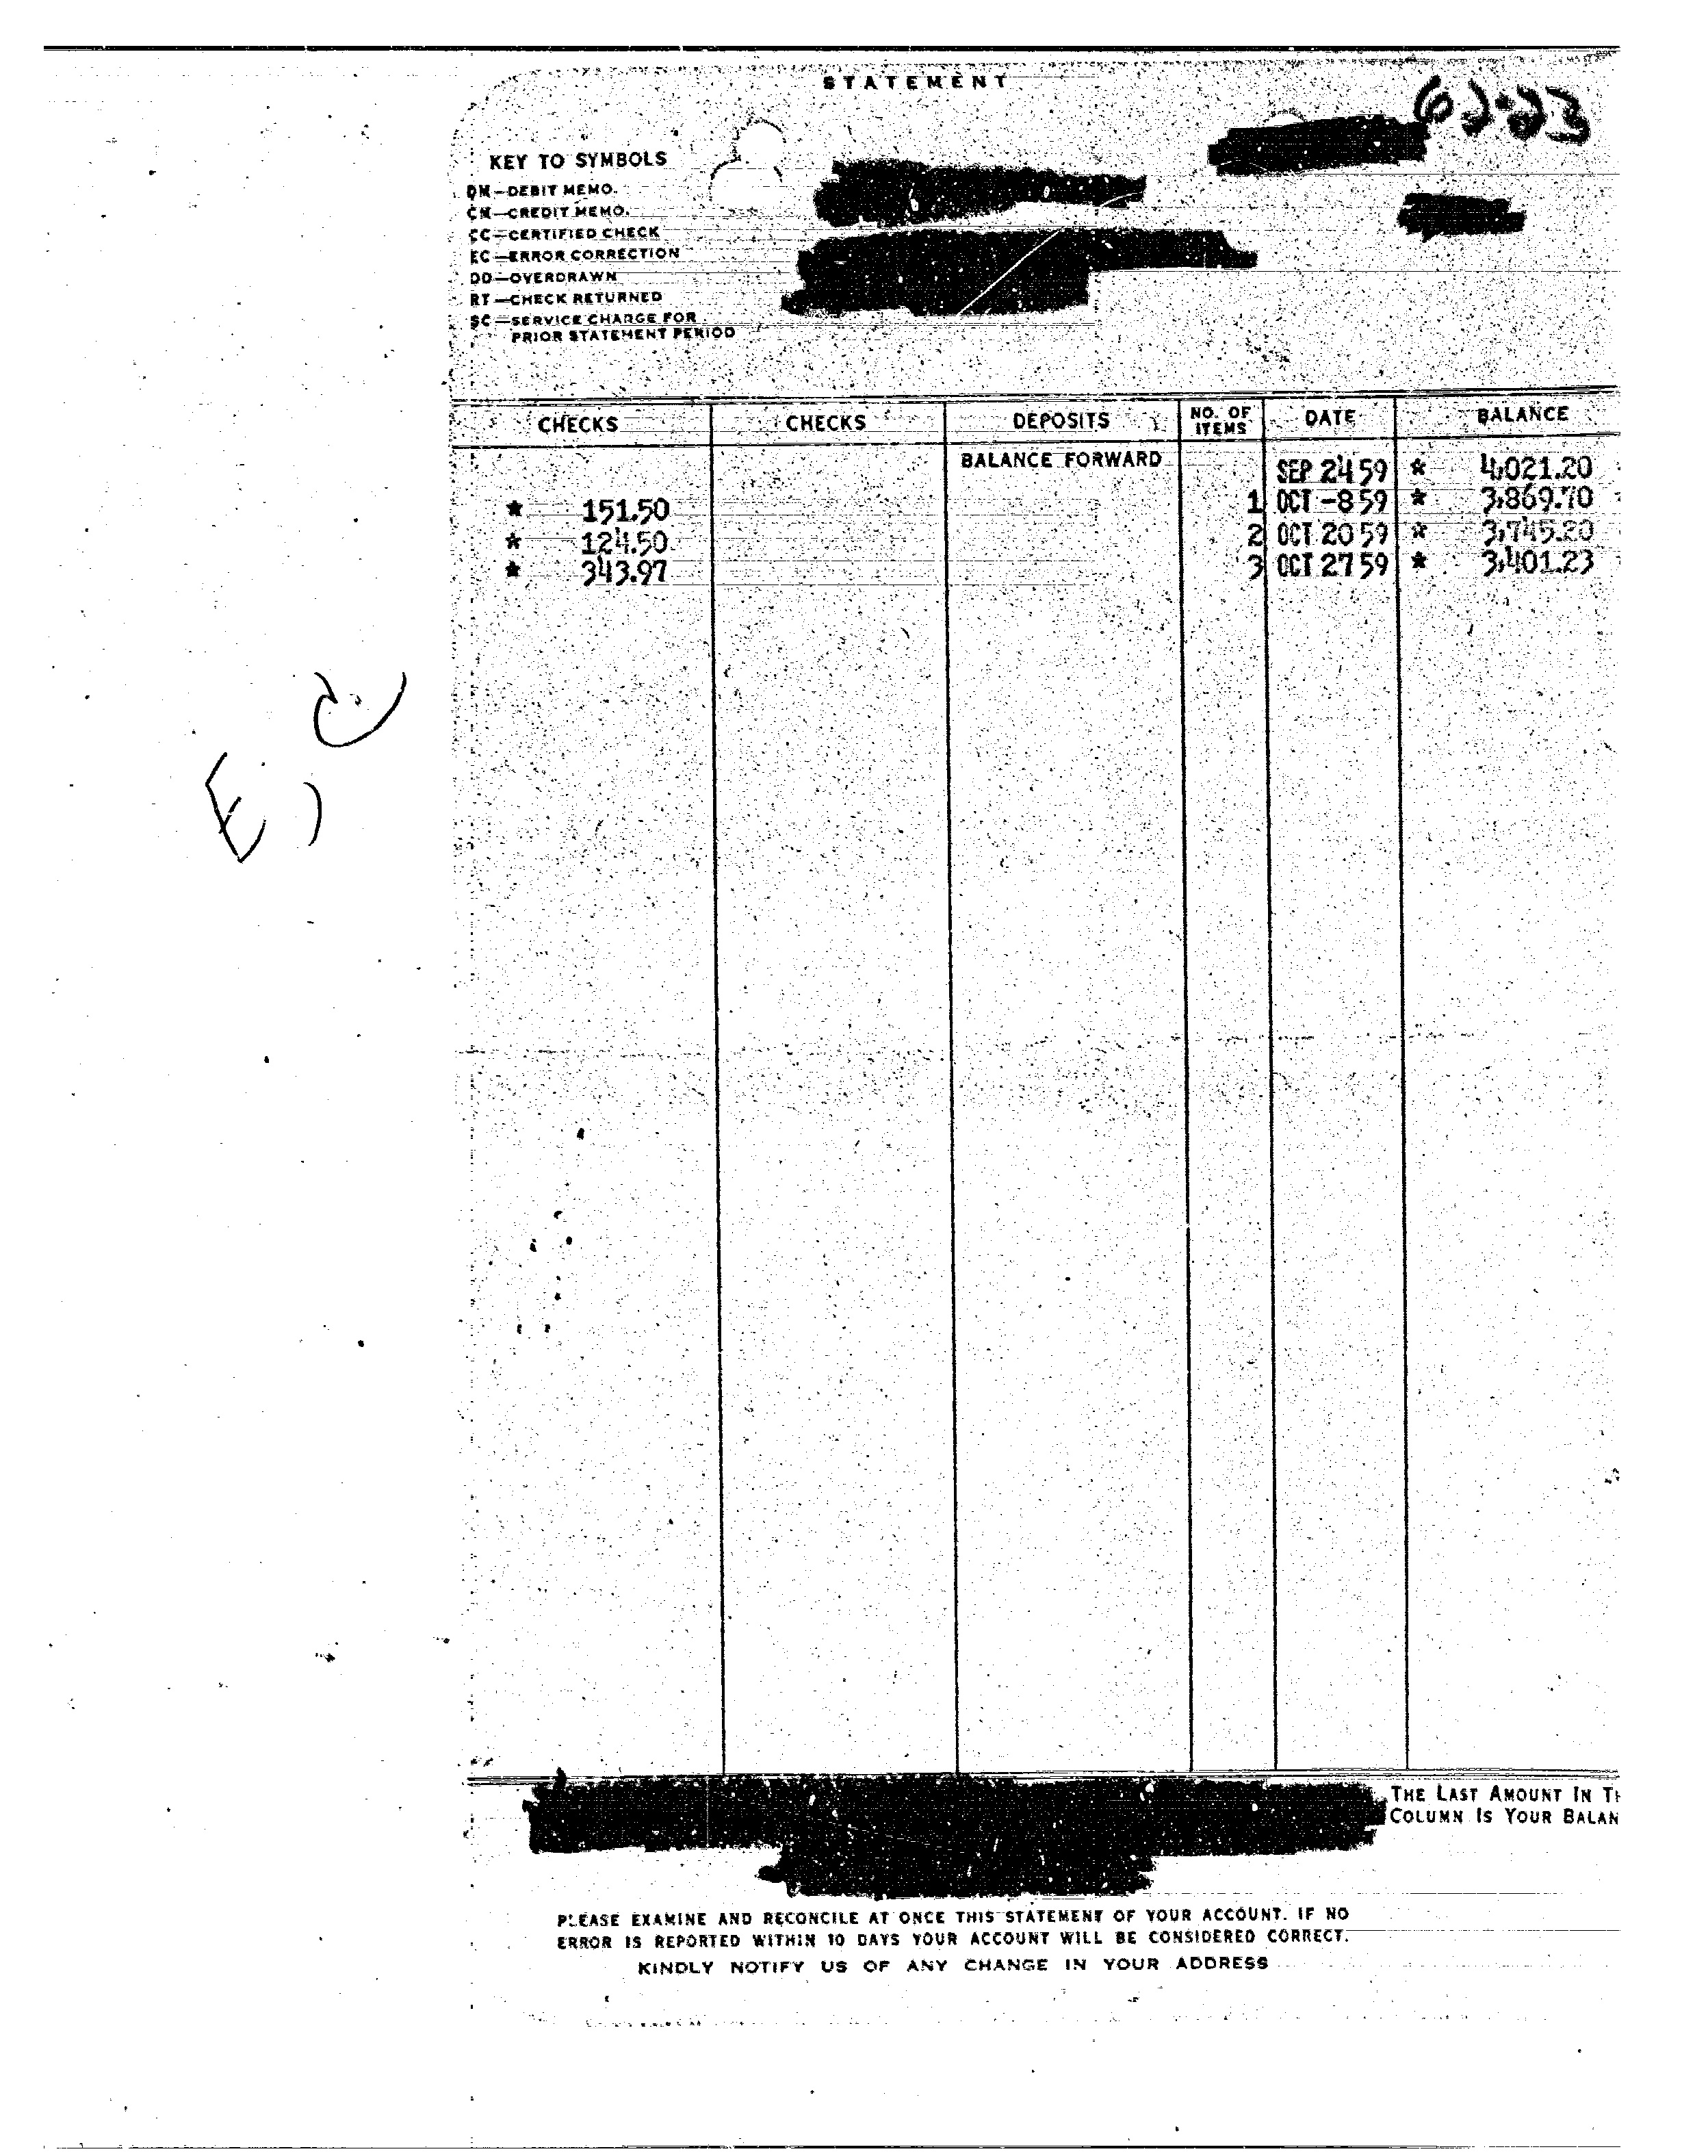 STATEMENT
62-23
KEY TO SYMBOLS
DM—DEBIT MEMO.
CM—CREDIT MEMO.
CC—CERTIFIED CHECK
EC—ERROR CORRECTION
OD—OVERDRAWN
RT—CHECK RETURNED
SC—SERVICE CHARGE FOR
PRIOR STATEMENT PERIOD
CHECKS CHECKS DEPOSITS NO. OF ITEMS DATE BALANCE
BALANCE FORWARD SEP 24 59 * 4,021.20
* 151.50 1 OCT -8 59 * 3,869.70
* 124.50 2 OCT 20 59 * 3,745.20
* 343.97 3 OCT 27 59 * 3,401.23
THE LAST AMOUNT IN
COLUMN IS YOUR
PLEASE EXAMINE AND RECONCILE AT ONCE THIS STATEMENT OF YOUR ACCOUNT. IF NO
ERROR IS REPORTED WITHIN 10 DAYS YOUR ACCOUNT WILL BE CONSIDERED CORRECT.
KINDLY NOTIFY US OF ANY CHANGE IN YOUR ADDRESS